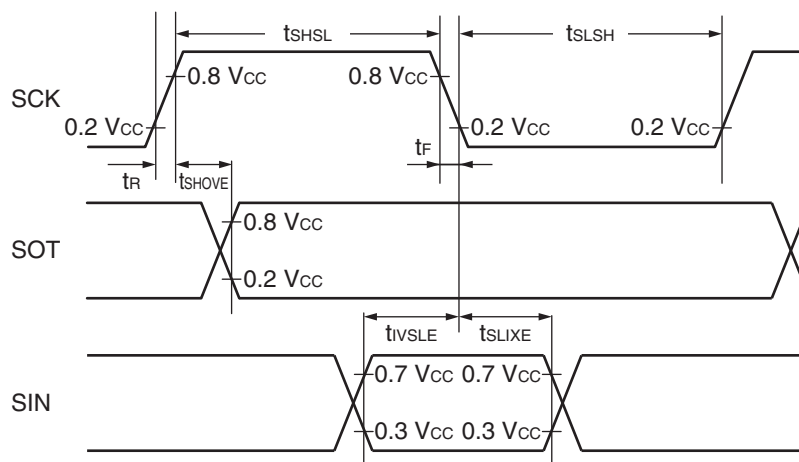 tSHSL tSLSH
SCK 0.8 VCC 0.8 VCC
0.2 VCC 0.2 VCC 0.2 VCC
tR tSHOVE tF
SOT 0.8 VCC
0.2 VCC
tIVSLE tSLIXE
SIN 0.7 VCC 0.7 VCC
0.3 VCC 0.3 VCC